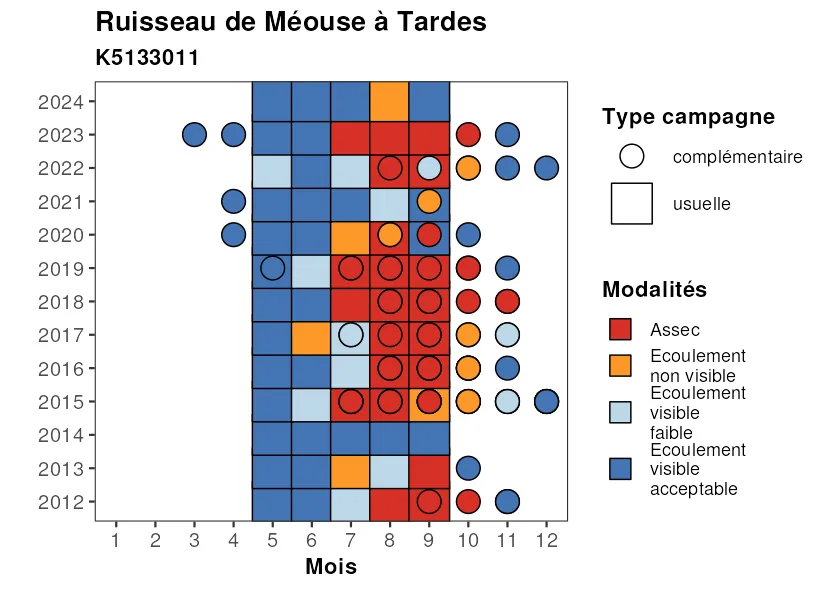 Ruisseau de Méouse à Tardes
K5133011
2024
2023
2022
2021
2020
2019
2018
2017
2016
2015
2014
2013
2012
1 2 3 4 5 6 7 8 9 10 11 12
Mois
Type campagne
complémentaire
usuelle
Modalités
Assec
Ecoulement
non visible
Ecoulement
visible
faible
Ecoulement
visible
acceptable